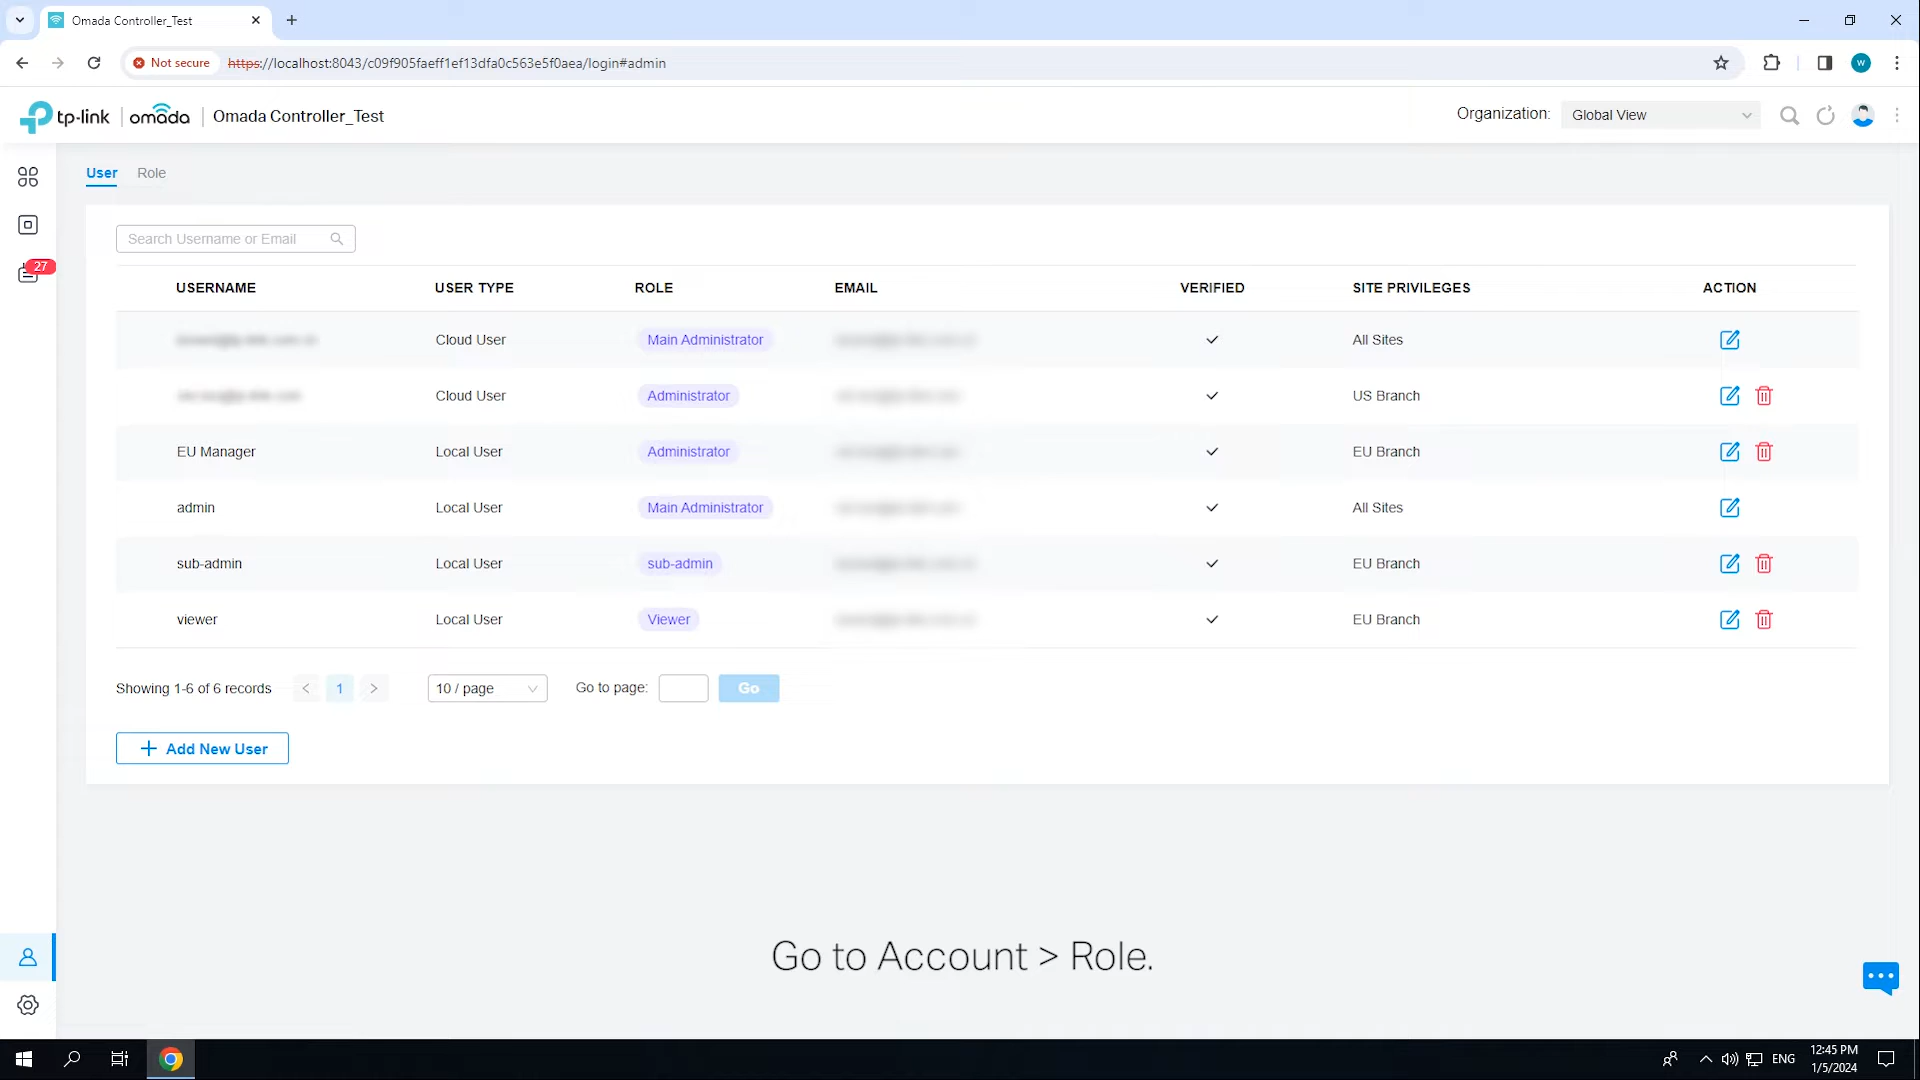 Omada Controller_Test
Not secure
https://localhost:8043/c09f905faeff1ef13dfa0c563e5f0aea/login#admin
W
tp-link | omada | Omada Controller_Test
Organization: Global View
User Role
27
Search Username or Email
USERNAME USER TYPE ROLE EMAIL VERIFIED SITE PRIVILEGES ACTION
Cloud User Main Administrator All Sites
Cloud User Administrator US Branch
EU Manager Local User Administrator EU Branch
admin Local User Main Administrator All Sites
sub-admin Local User sub-admin EU Branch
viewer Local User Viewer EU Branch
Showing 1-6 of 6 records < 1 > 10 / page Go to page: Go
+ Add New User
Go to Account > Role.
ENG
12:45 PM
1/5/2024